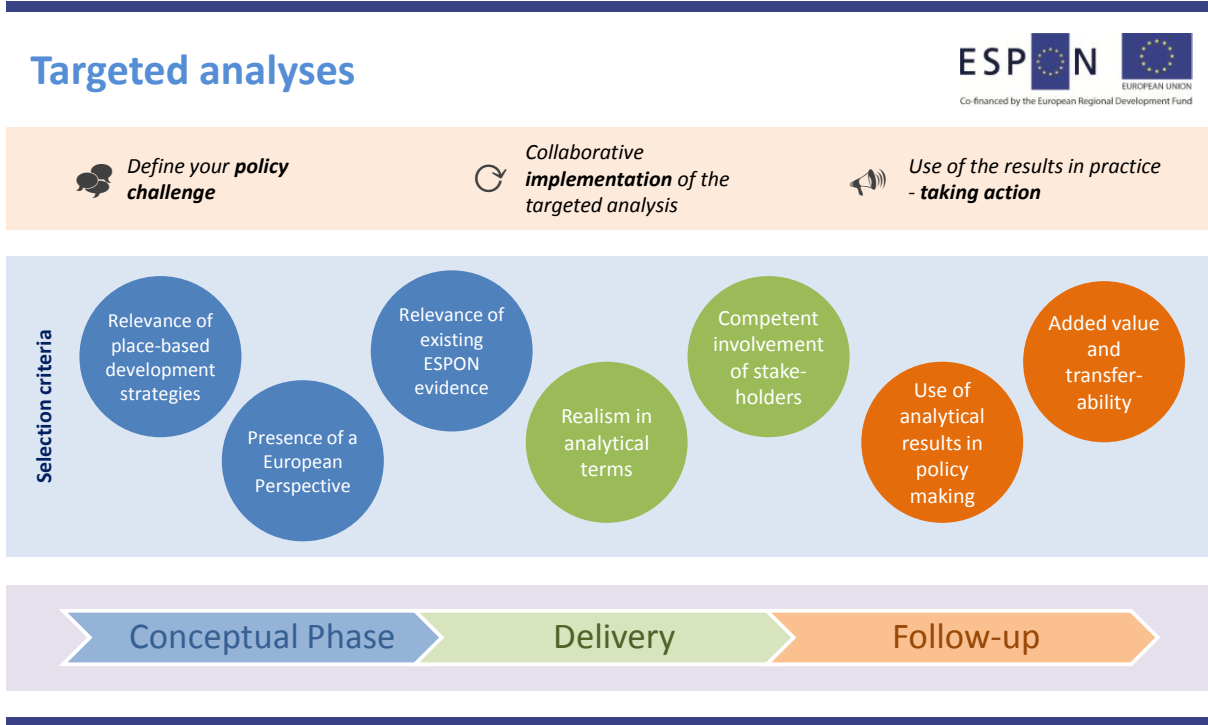 Targeted analyses
ESPON
EUROPEAN UNION
Co-financed by the European Regional Development Fund
Define your policy
challenge
Collaborative
implementation of the
targeted analysis
Use of the results in practice
- taking action
Selection criteria
Relevance of
place-based
development
strategies
Presence of a
European
Perspective
Relevance of
existing
ESPON
evidence
Realism in
analytical
terms
Competent
involvement
of stake-
holders
Use of
analytical
results in
policy
making
Added value
and
transfer-
ability
Conceptual Phase
Delivery
Follow-up